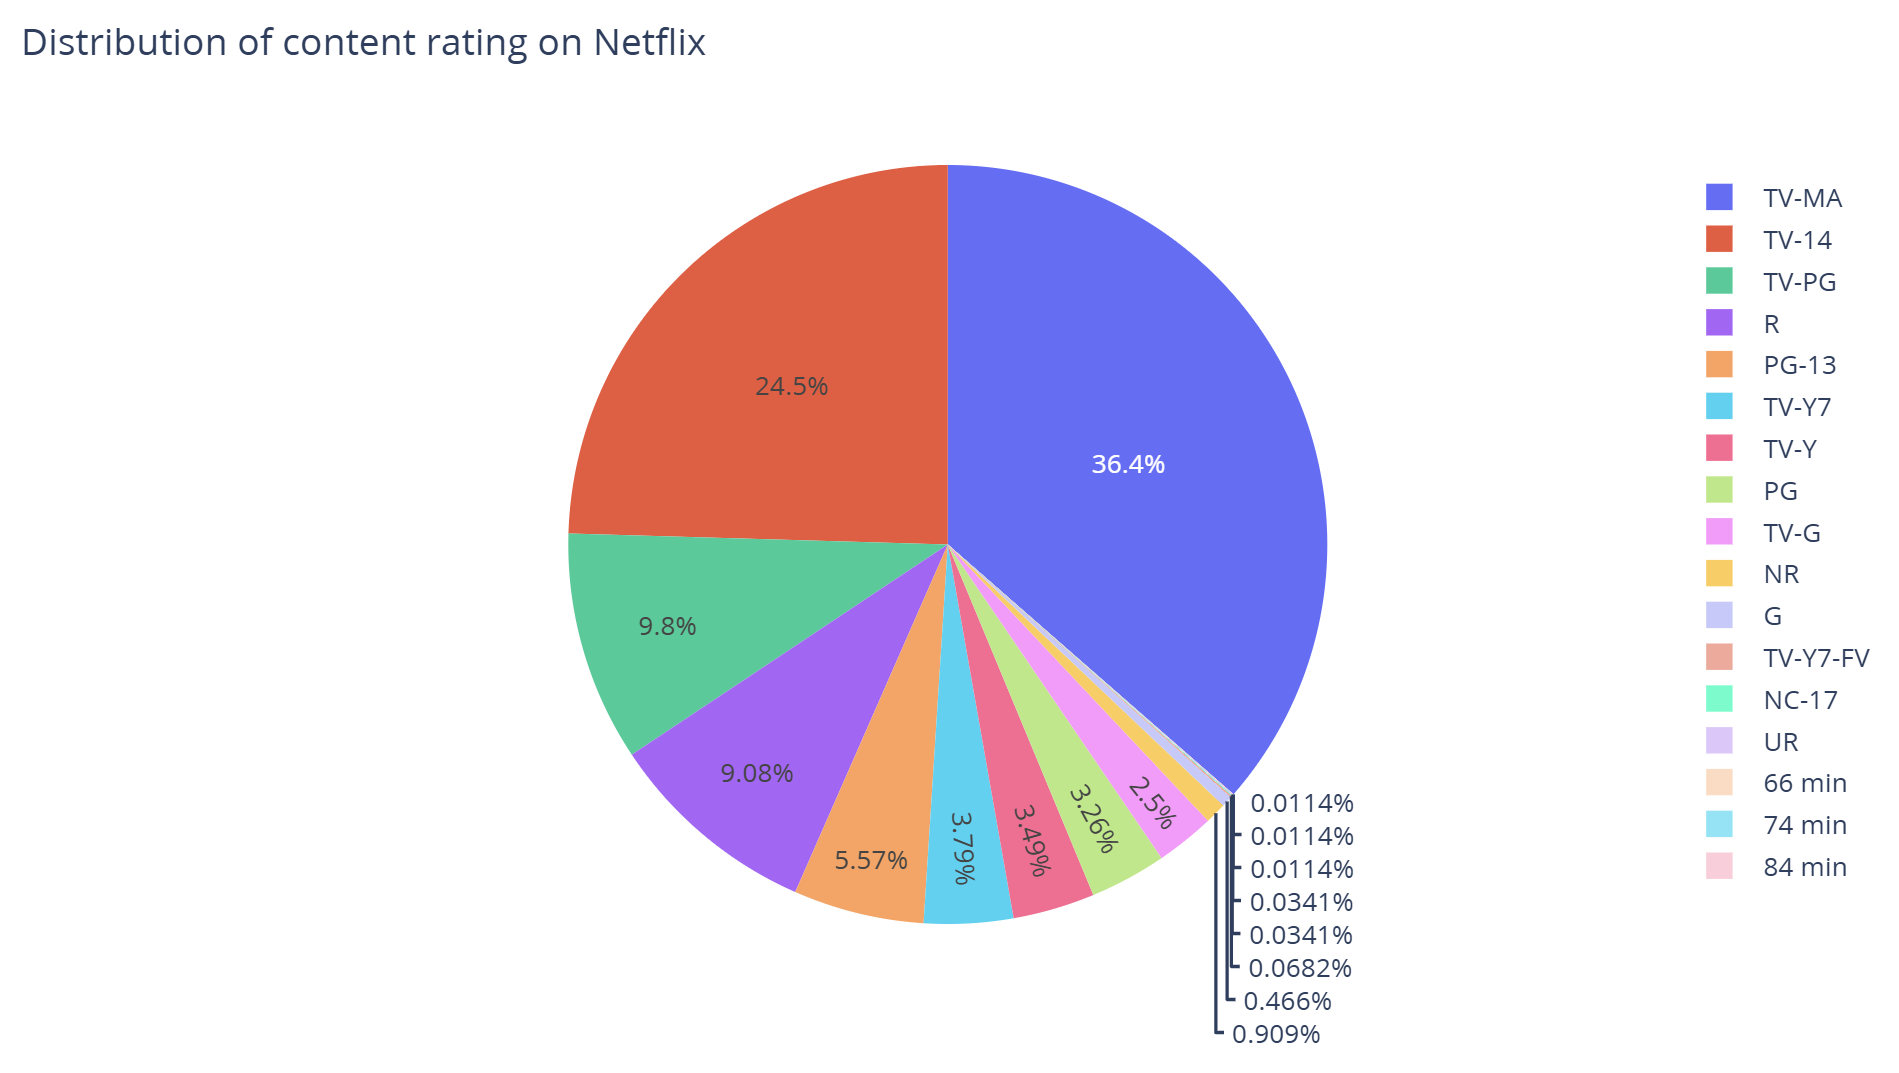 Distribution of content rating on Netflix
36.4%
24.5%
9.8%
9.08%
5.57%
3.79%
3.49%
3.26%
2.5%
0.0114%
0.0114%
0.0114%
0.0341%
0.0341%
0.0682%
0.466%
0.909%
TV-MA
TV-14
TV-PG
R
PG-13
TV-Y7
TV-Y
PG
TV-G
NR
G
TV-Y7-FV
NC-17
UR
66 min
74 min
84 min